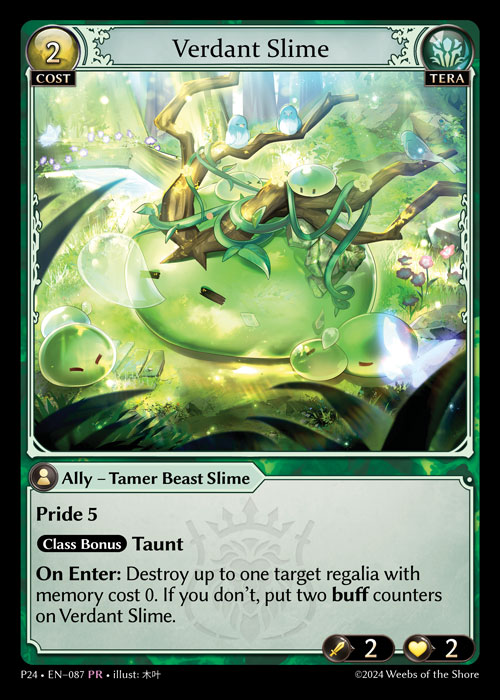 2
Verdant Slime
COST
TERA
Ally – Tamer Beast Slime
Pride 5
Class Bonus Taunt
On Enter: Destroy up to one target regalia with
memory cost 0. If you don't, put two buff counters
on Verdant Slime.
2 2
P24 • EN–087 PR • illust: 木叶
©2024 Weebs of the Shore